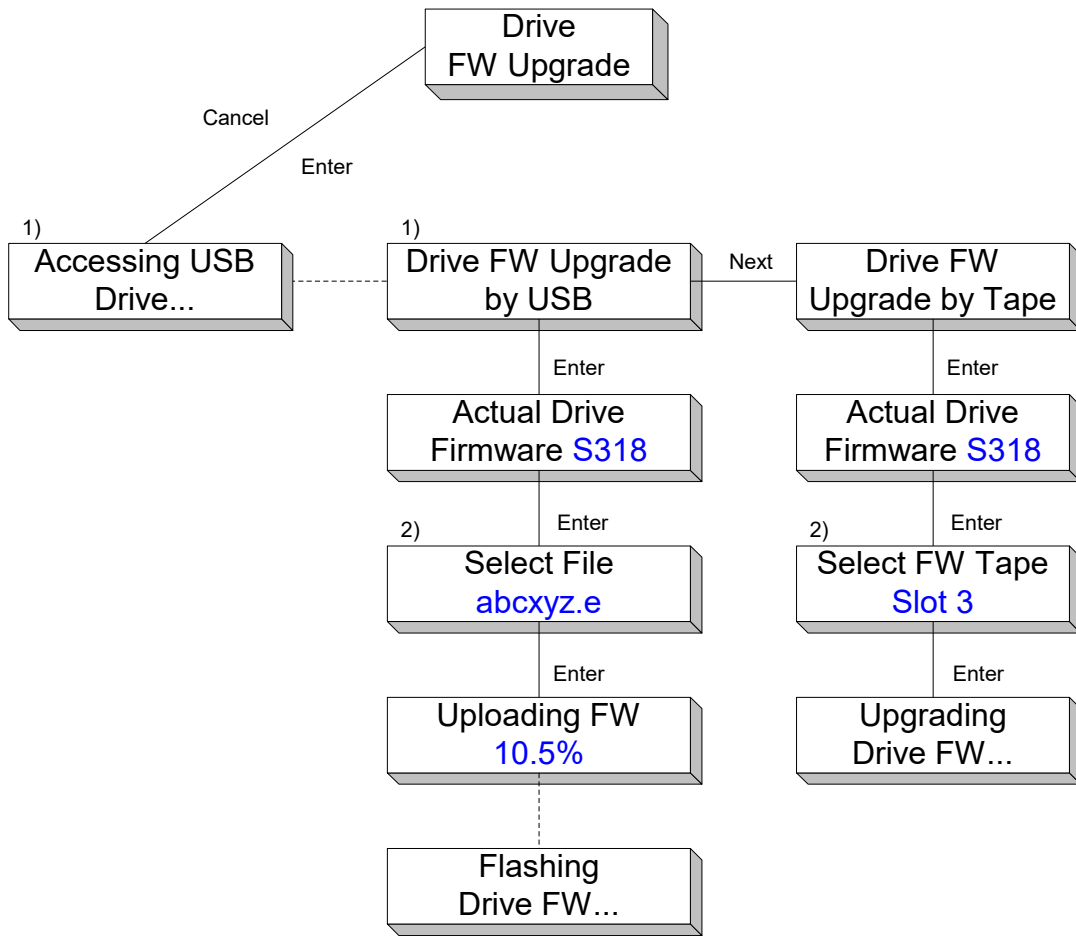 Drive
FW Upgrade
Cancel
Enter
1)
Accessing USB
Drive...
1)
Drive FW Upgrade
by USB
Next
Drive FW
Upgrade by Tape
Enter
Enter
Actual Drive
Firmware S318
Actual Drive
Firmware S318
Enter
Enter
2)
Select File
abcxyz.e
2)
Select FW Tape
Slot 3
Enter
Enter
Uploading FW
10.5%
Upgrading
Drive FW...
Flashing
Drive FW...